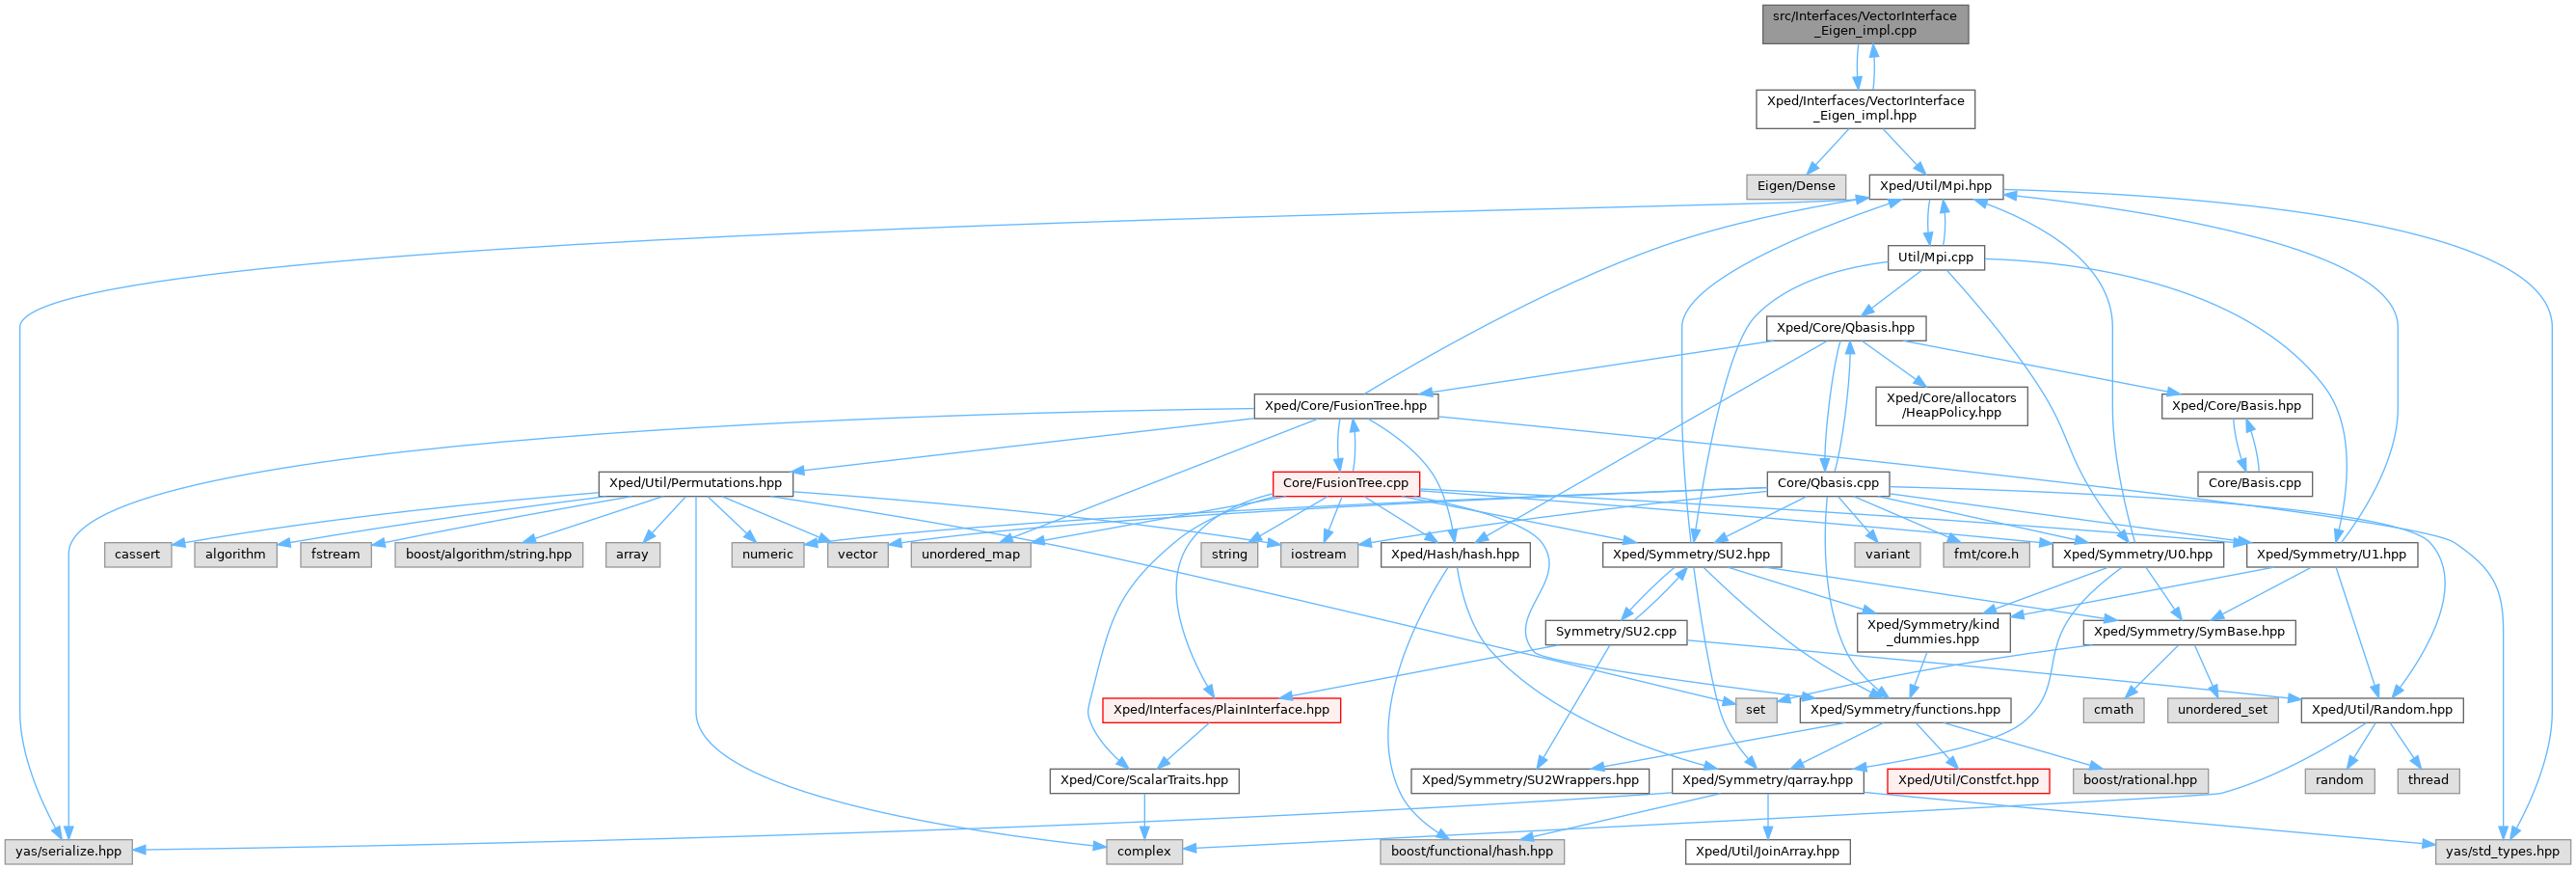 src/Interfaces/VectorInterface
_Eigen_impl.cpp
Xped/Interfaces/VectorInterface
_Eigen_impl.hpp
Eigen/Dense
Xped/Util/Mpi.hpp
Util/Mpi.cpp
Xped/Core/Qbasis.hpp
Xped/Core/FusionTree.hpp
Xped/Core/allocators
/HeapPolicy.hpp
Xped/Core/Basis.hpp
Xped/Util/Permutations.hpp
Core/FusionTree.cpp
Core/Qbasis.cpp
Core/Basis.cpp
cassert
algorithm
fstream
boost/algorithm/string.hpp
array
numeric
vector
unordered_map
string
iostream
Xped/Hash/hash.hpp
Xped/Symmetry/SU2.hpp
variant
fmt/core.h
Xped/Symmetry/U0.hpp
Xped/Symmetry/U1.hpp
Symmetry/SU2.cpp
Xped/Symmetry/kind
_dummies.hpp
Xped/Symmetry/SymBase.hpp
Xped/Interfaces/PlainInterface.hpp
set
Xped/Symmetry/functions.hpp
cmath
unordered_set
Xped/Util/Random.hpp
Xped/Core/ScalarTraits.hpp
Xped/Symmetry/SU2Wrappers.hpp
Xped/Symmetry/qarray.hpp
Xped/Util/Constfct.hpp
boost/rational.hpp
random
thread
yas/serialize.hpp
complex
boost/functional/hash.hpp
Xped/Util/JoinArray.hpp
yas/std_types.hpp